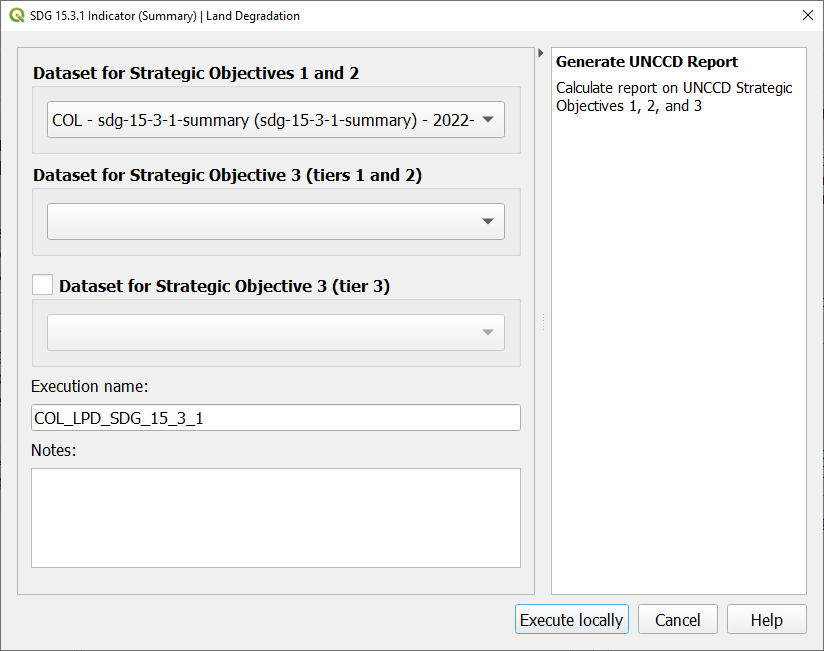 SDG 15.3.1 Indicator (Summary) | Land Degradation
Dataset for Strategic Objectives 1 and 2
COL - sdg-15-3-1-summary (sdg-15-3-1-summary) - 2022-
Dataset for Strategic Objective 3 (tiers 1 and 2)
Dataset for Strategic Objective 3 (tier 3)
Execution name:
COL_LPD_SDG_15_3_1
Notes:
Generate UNCCD Report
Calculate report on UNCCD Strategic
Objectives 1, 2, and 3
Execute locally
Cancel
Help